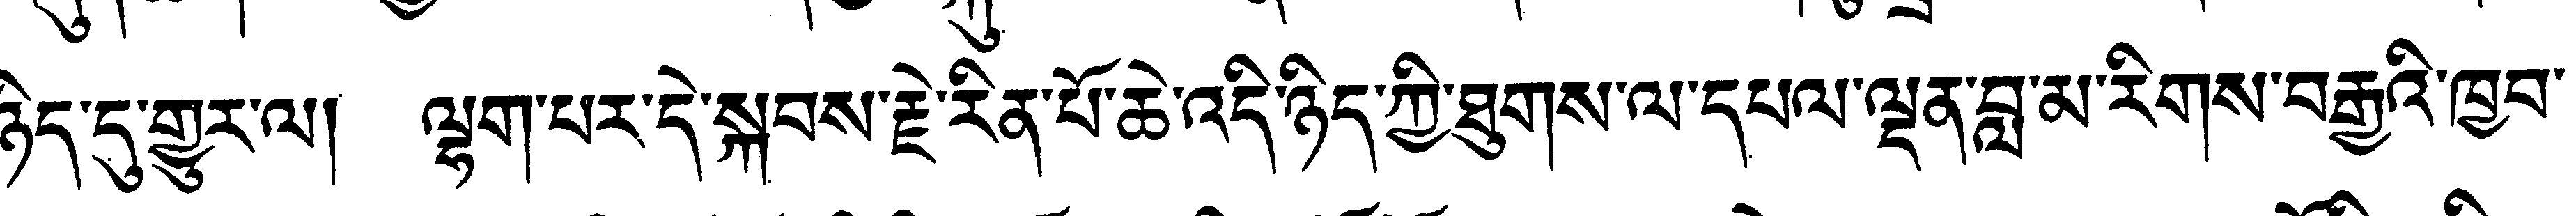 ཉིད་དུ་གྱུར་ལ། ལྷག་པར་དེ་སྐབས་རྗེ་རིན་པོ་ཆེ་འདི་ཉིད་ཀྱི་ཐུགས་ལ་དཔལ་ལྡན་བླ་མ་རིགས་བརྒྱའི་ཁྱབ་